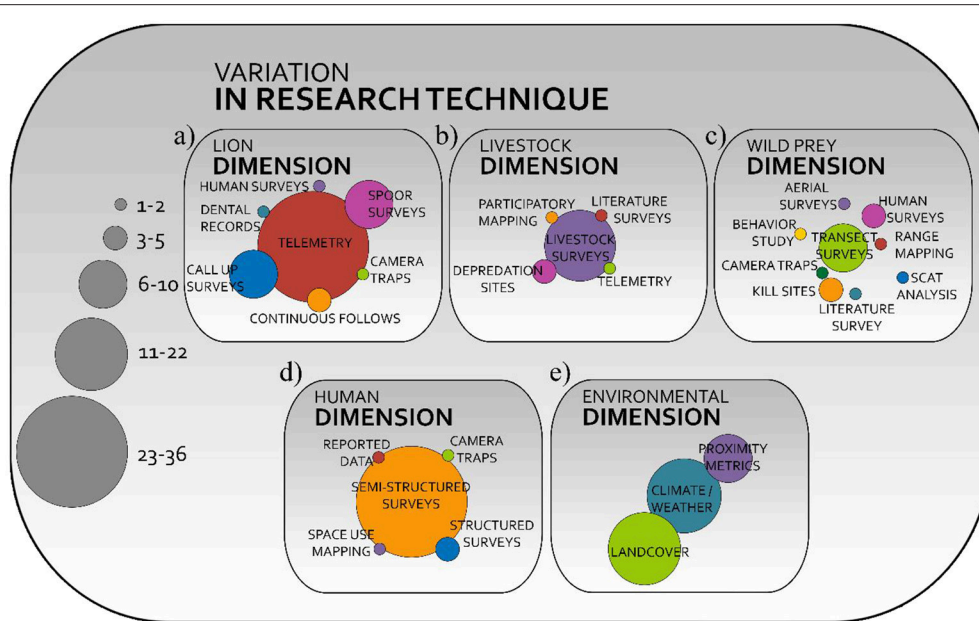 VARIATION
IN RESEARCH TECHNIQUE
1-2
3-5
6-10
11-22
23-36
a)
LION
DIMENSION
HUMAN SURVEYS
SPOOR
SURVEYS
DENTAL
RECORDS
TELEMETRY
CALL UP
SURVEYS
CAMERA
TRAPS
CONTINUOUS FOLLOWS
b)
LIVESTOCK
DIMENSION
PARTICIPATORY
MAPPING
LITERATURE
SURVEYS
LIVESTOCK
SURVEYS
DEPREDATION
SITES
TELEMETRY
c)
WILD PREY
DIMENSION
AERIAL
SURVEYS
HUMAN
SURVEYS
BEHAVIOR
STUDY
TRANSECT
SURVEYS
RANGE
MAPPING
CAMERA TRAPS
KILL SITES
SCAT
ANALYSIS
LITERATURE
SURVEY
d)
HUMAN
DIMENSION
REPORTED
DATA
CAMERA
TRAPS
SEMI-STRUCTURED
SURVEYS
SPACE USE
MAPPING
STRUCTURED
SURVEYS
e)
ENVIRONMENTAL
DIMENSION
PROXIMITY
METRICS
CLIMATE /
WEATHER
LANDCOVER